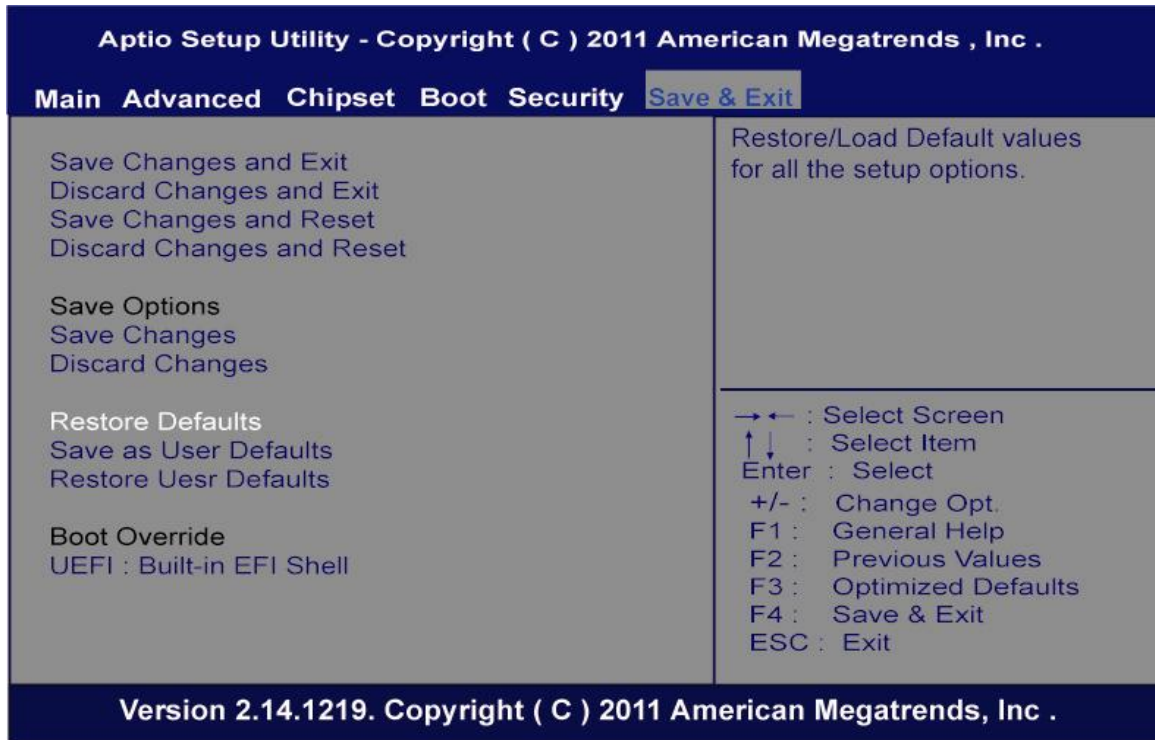 Aptio Setup Utility - Copyright ( C ) 2011 American Megatrends , Inc .
Main Advanced Chipset Boot Security Save & Exit
Save Changes and Exit
Discard Changes and Exit
Save Changes and Reset
Discard Changes and Reset
Save Options
Save Changes
Discard Changes
Restore Defaults
Save as User Defaults
Restore Uesr Defaults
Boot Override
UEFI : Built-in EFI Shell
Restore/Load Default values
for all the setup options.
→ ← : Select Screen
↑ ↓ : Select Item
Enter : Select
+/- : Change Opt.
F1 : General Help
F2 : Previous Values
F3 : Optimized Defaults
F4 : Save & Exit
ESC : Exit
Version 2.14.1219. Copyright ( C ) 2011 American Megatrends, Inc .